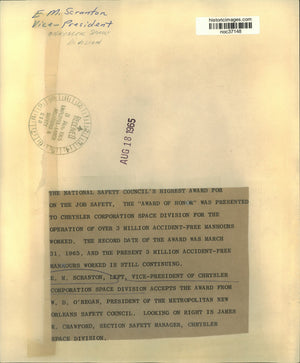 E. M. Scranton
Vice-President
Division
historicimages.com
noc37148
AUG 18 1965
THE NATIONAL SAFETY COUNCIL'S HIGHEST AWARD FOR
ON THE JOB SAFETY, THE "AWARD OF HONOR" WAS PRESENTED
TO CHRYSLER CORPORATION SPACE DIVISION FOR THE
OPERATION OF OVER 3 MILLION ACCIDENT-FREE MANHOURS
WORKED. THE RECORD DATE OF THE AWARD WAS MARCH
31, 1965, AND THE PRESENT 5 MILLION ACCIDENT-FREE
MANHOURS WORKED IS STILL CONTINUING.
E. M. SCRANTON, LEFT, VICE-PRESIDENT OF CHRYSLER
CORPORATION SPACE DIVISION ACCEPTS THE AWARD FROM
W. D. O'REGAN, PRESIDENT OF THE METROPOLITAN NEW
ORLEANS SAFETY COUNCIL. LOOKING ON RIGHT IS JAMES
E. CRAWFORD, SECTION SAFETY MANAGER, CHRYSLER
SPACE DIVISION.